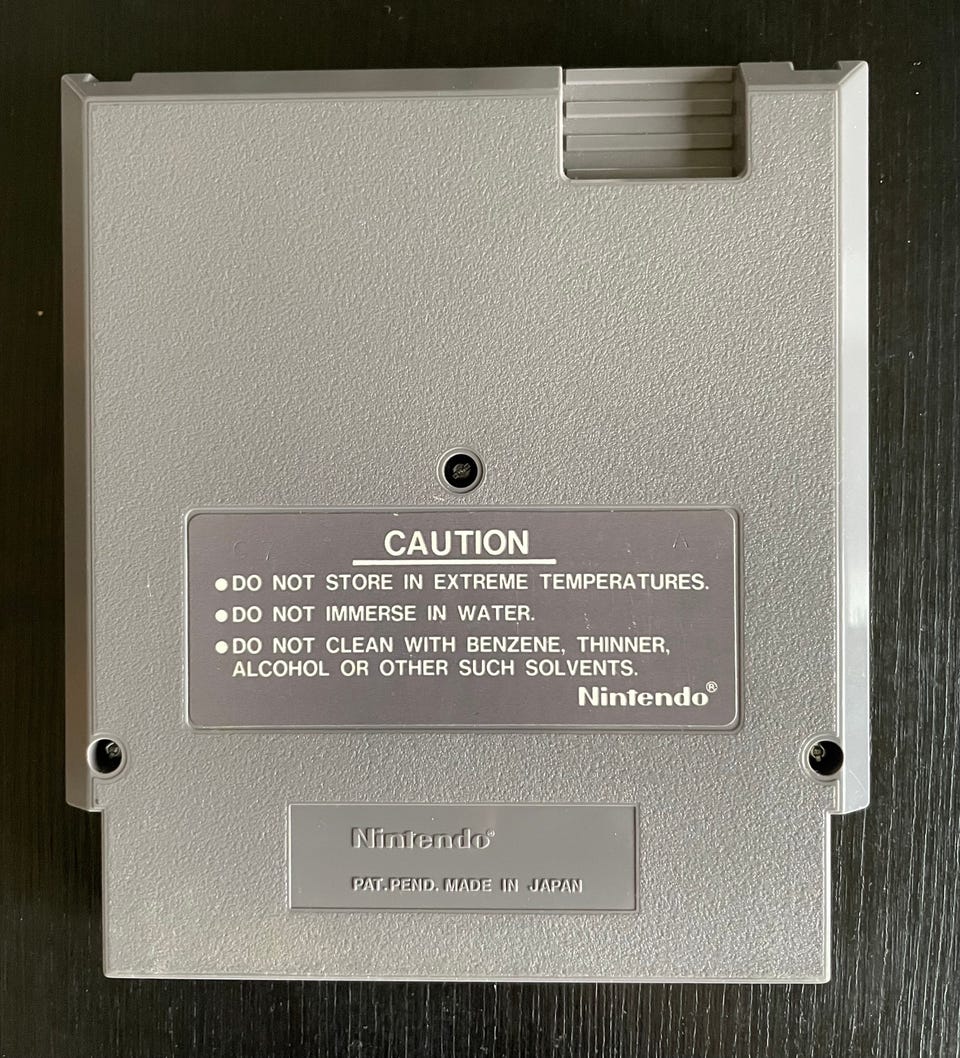 CAUTION
●DO NOT STORE IN EXTREME TEMPERATURES.
●DO NOT IMMERSE IN WATER.
●DO NOT CLEAN WITH BENZENE, THINNER,
ALCOHOL OR OTHER SUCH SOLVENTS.
Nintendo®
Nintendo®
PAT. PEND. MADE IN JAPAN